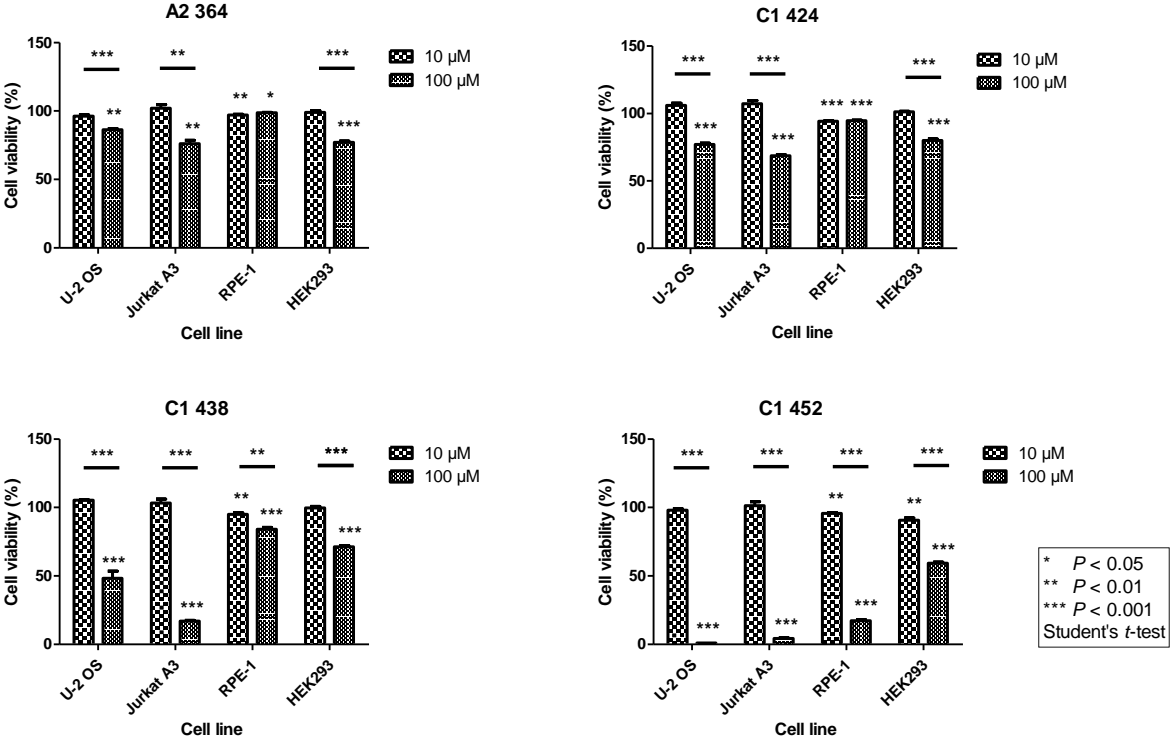 A2 364
150
100
50
0
Cell viability (%)
*** ** ***
** ** ** * ***
U-2 OS
Jurkat A3
RPE-1
HEK293
Cell line
10 µM
100 µM
C1 424
150
100
50
0
Cell viability (%)
*** *** ***
*** *** *** *** ***
U-2 OS
Jurkat A3
RPE-1
HEK293
Cell line
10 µM
100 µM
C1 438
150
100
50
0
Cell viability (%)
*** *** ** ***
*** *** ** *** ***
U-2 OS
Jurkat A3
RPE-1
HEK293
Cell line
10 µM
100 µM
C1 452
150
100
50
0
Cell viability (%)
*** *** *** ***
*** *** ** *** ** ***
U-2 OS
Jurkat A3
RPE-1
HEK293
Cell line
10 µM
100 µM
* P < 0.05
** P < 0.01
*** P < 0.001
Student's t-test